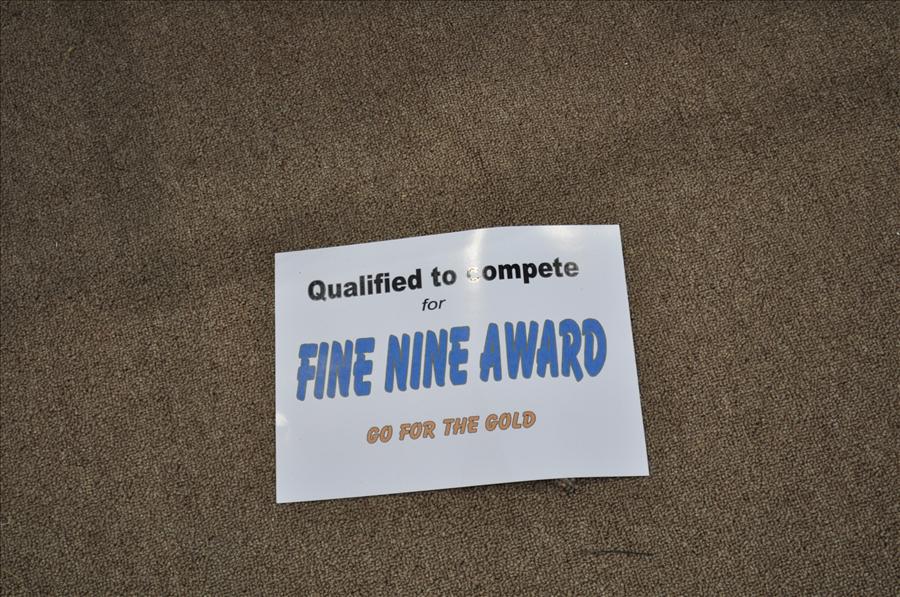 Qualified to compete
for
FINE NINE AWARD
GO FOR THE GOLD